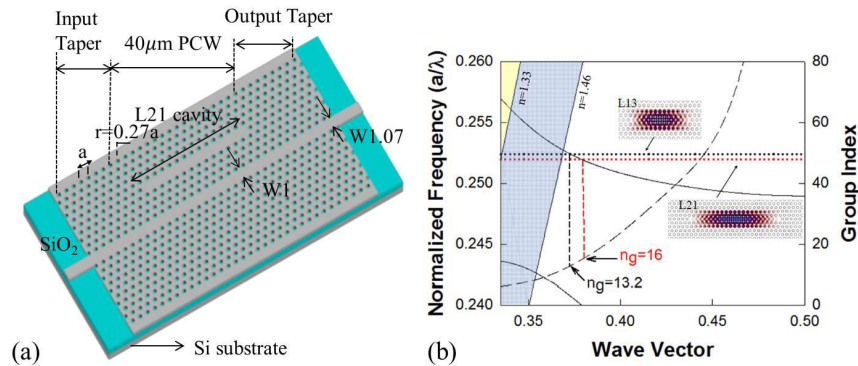 (a)
Input
Taper
40μm PCW
Output Taper
L21 cavity
r=0.27a
a
W1.07
W1
SiO2
Si substrate
(b)
Normalized Frequency (a/λ)
0.260
0.255
0.250
0.245
0.240
n=1.33
n=1.46
L13
L21
ng=16
ng=13.2
80
60
40
20
0
Group Index
0.35
0.40
0.45
0.50
Wave Vector